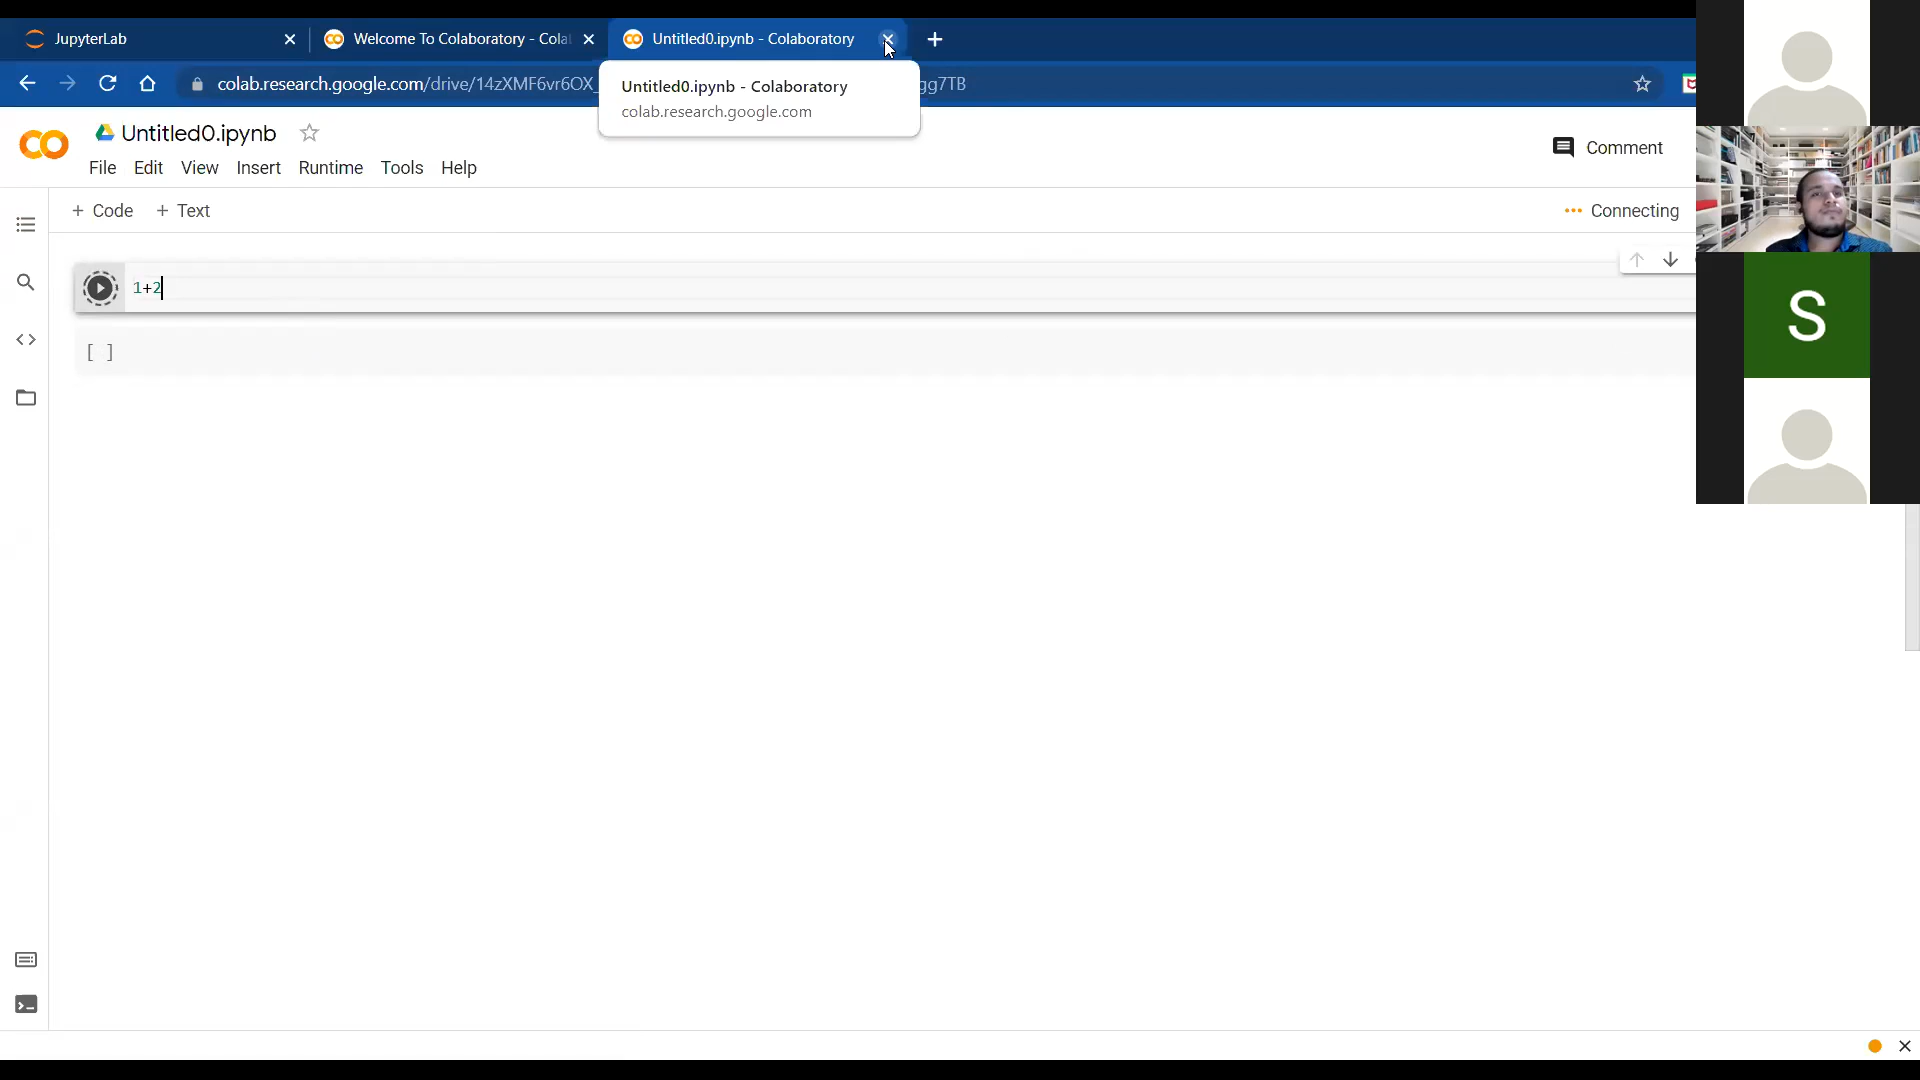 JupyterLab
Welcome To Colaboratory - Cola
Untitled0.ipynb - Colaboratory
colab.research.google.com/drive/14zXMF6vr6OX_
gg7TB
Untitled0.ipynb - Colaboratory
colab.research.google.com
CO
Untitled0.ipynb
File Edit View Insert Runtime Tools Help
Comment
+ Code + Text
Connecting
1+2
[ ]
S